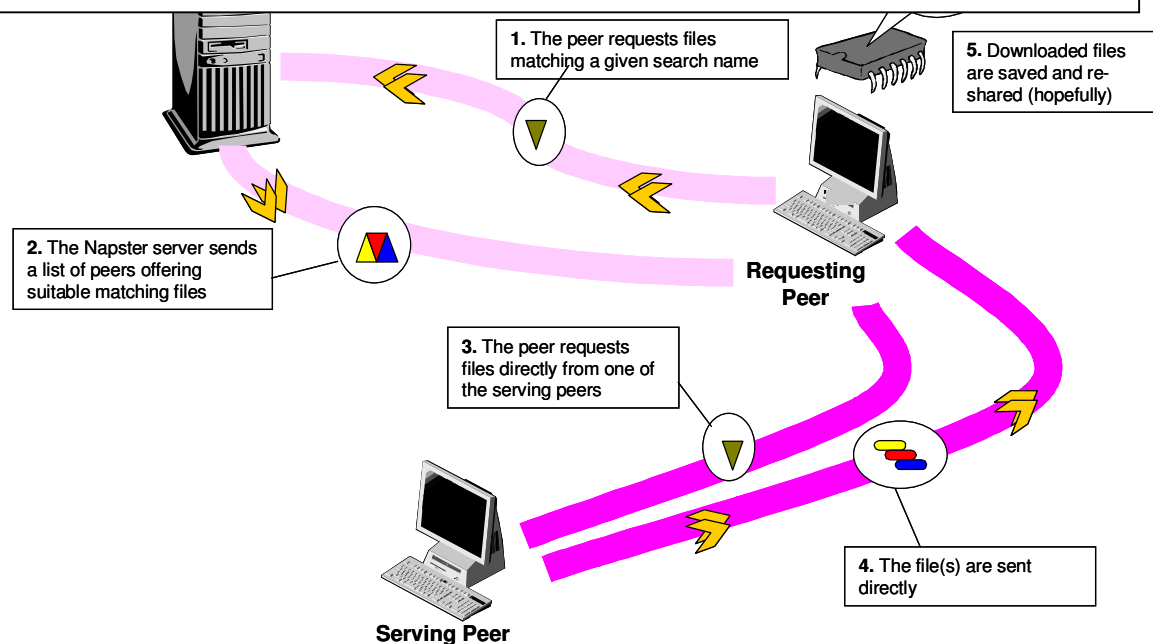 1. The peer requests files
matching a given search name
5. Downloaded files
are saved and re-
shared (hopefully)
2. The Napster server sends
a list of peers offering
suitable matching files
Requesting
Peer
3. The peer requests
files directly from one of
the serving peers
4. The file(s) are sent
directly
Serving Peer